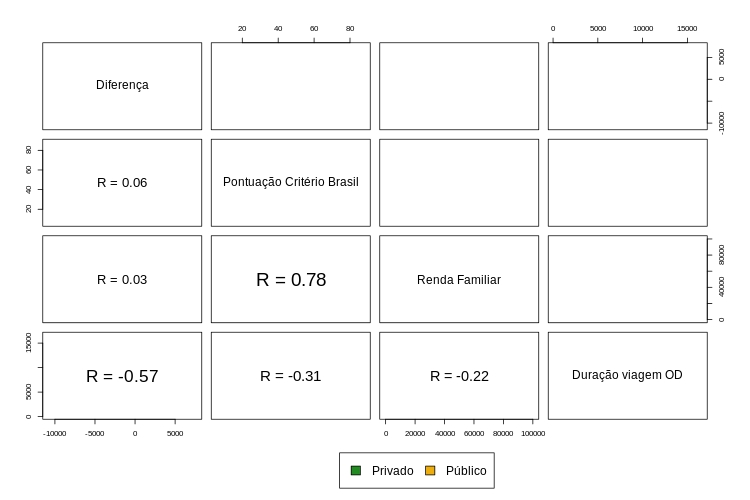 20 40 60 80 0 5000 10000 15000
Diferença
-10000 0 5000
20 40 60 80
R = 0.06
Pontuação Critério Brasil
R = 0.03
R = 0.78
Renda Familiar
0 40000 80000
0 5000 15000
R = -0.57
R = -0.31
R = -0.22
Duração viagem OD
-10000 -5000 0 5000 0 20000 40000 60000 80000 100000
Privado Público